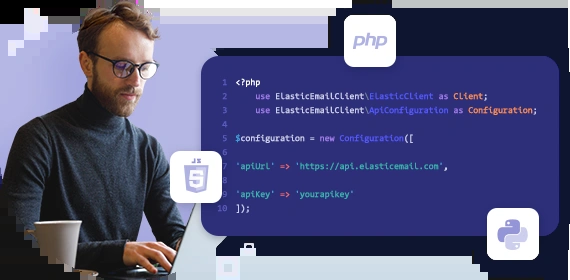 php
1 <?php
2 use ElasticEmailClient\ElasticClient as Client;
3 use ElasticEmailClient\ApiConfiguration as Configuration;
4
5 $configuration = new Configuration([
6
7 'apiUrl' => 'https://api.elasticemail.com',
8
9 'apiKey' => 'yourapikey'
10 ]);
JS
5